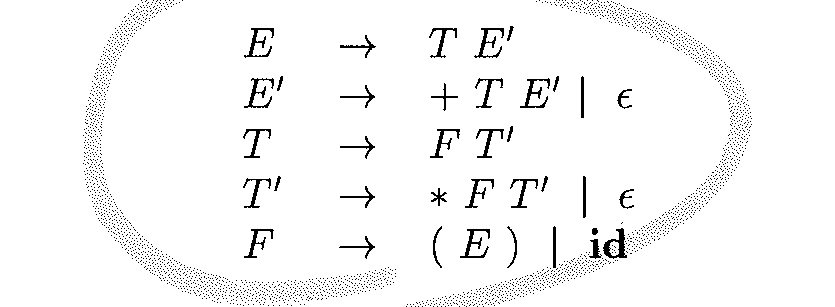 E → T E′
E′ → + T E′ | ϵ
T → F T′
T′ → * F T′ | ϵ
F → ( E ) | id